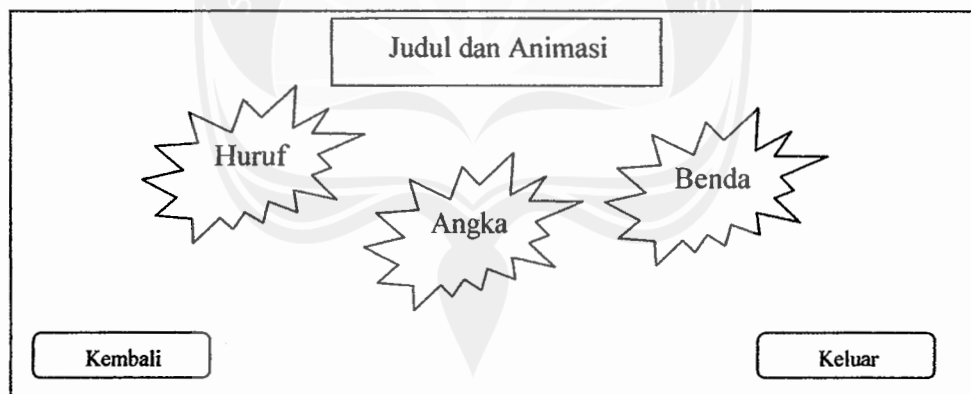 Judul dan Animasi
Huruf
Angka
Benda
Kembali
Keluar